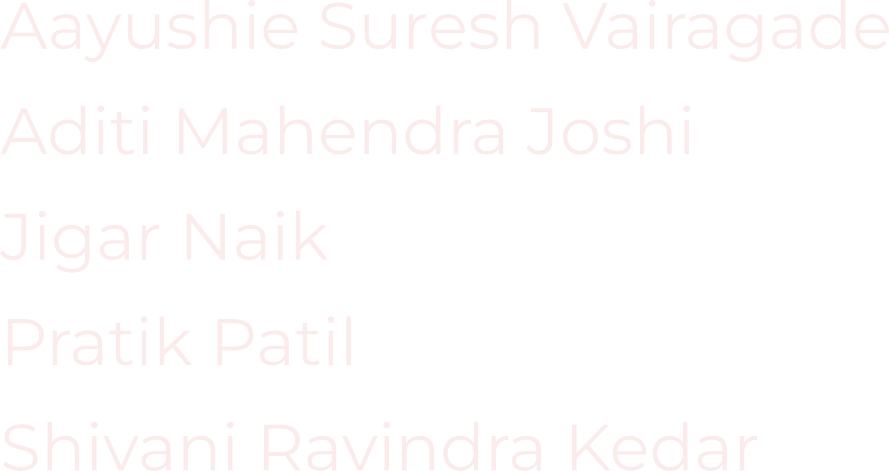 Aayushie Suresh Vairagade
Aditi Mahendra Joshi
Jigar Naik
Pratik Patil
Shivani Ravindra Kedar